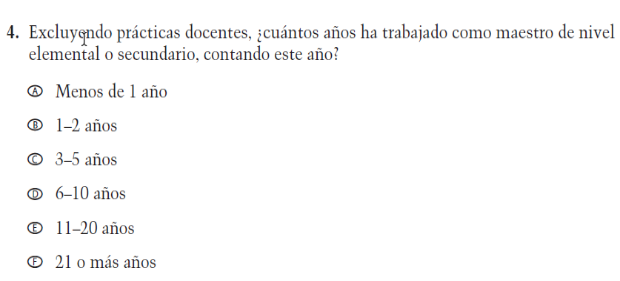 4. Excluyendo prácticas docentes, ¿cuántos años ha trabajado como maestro de nivel
elemental o secundario, contando este año?
A Menos de 1 año
B 1–2 años
C 3–5 años
D 6–10 años
E 11–20 años
F 21 o más años